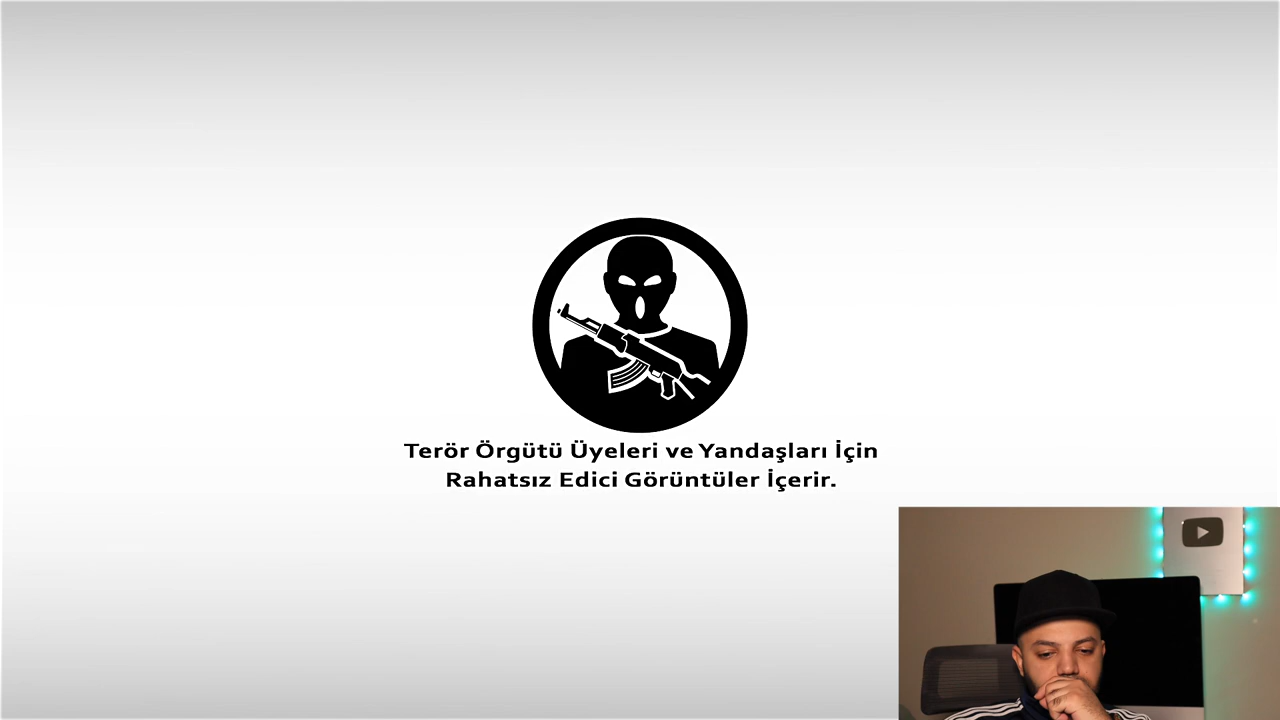 Terör Örgütü Üyeleri ve Yandaşları İçin
Rahatsız Edici Görüntüler İçerir.